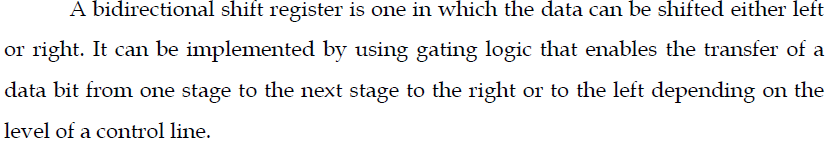 A bidirectional shift register is one in which the data can be shifted either left
or right. It can be implemented by using gating logic that enables the transfer of a
data bit from one stage to the next stage to the right or to the left depending on the
level of a control line.